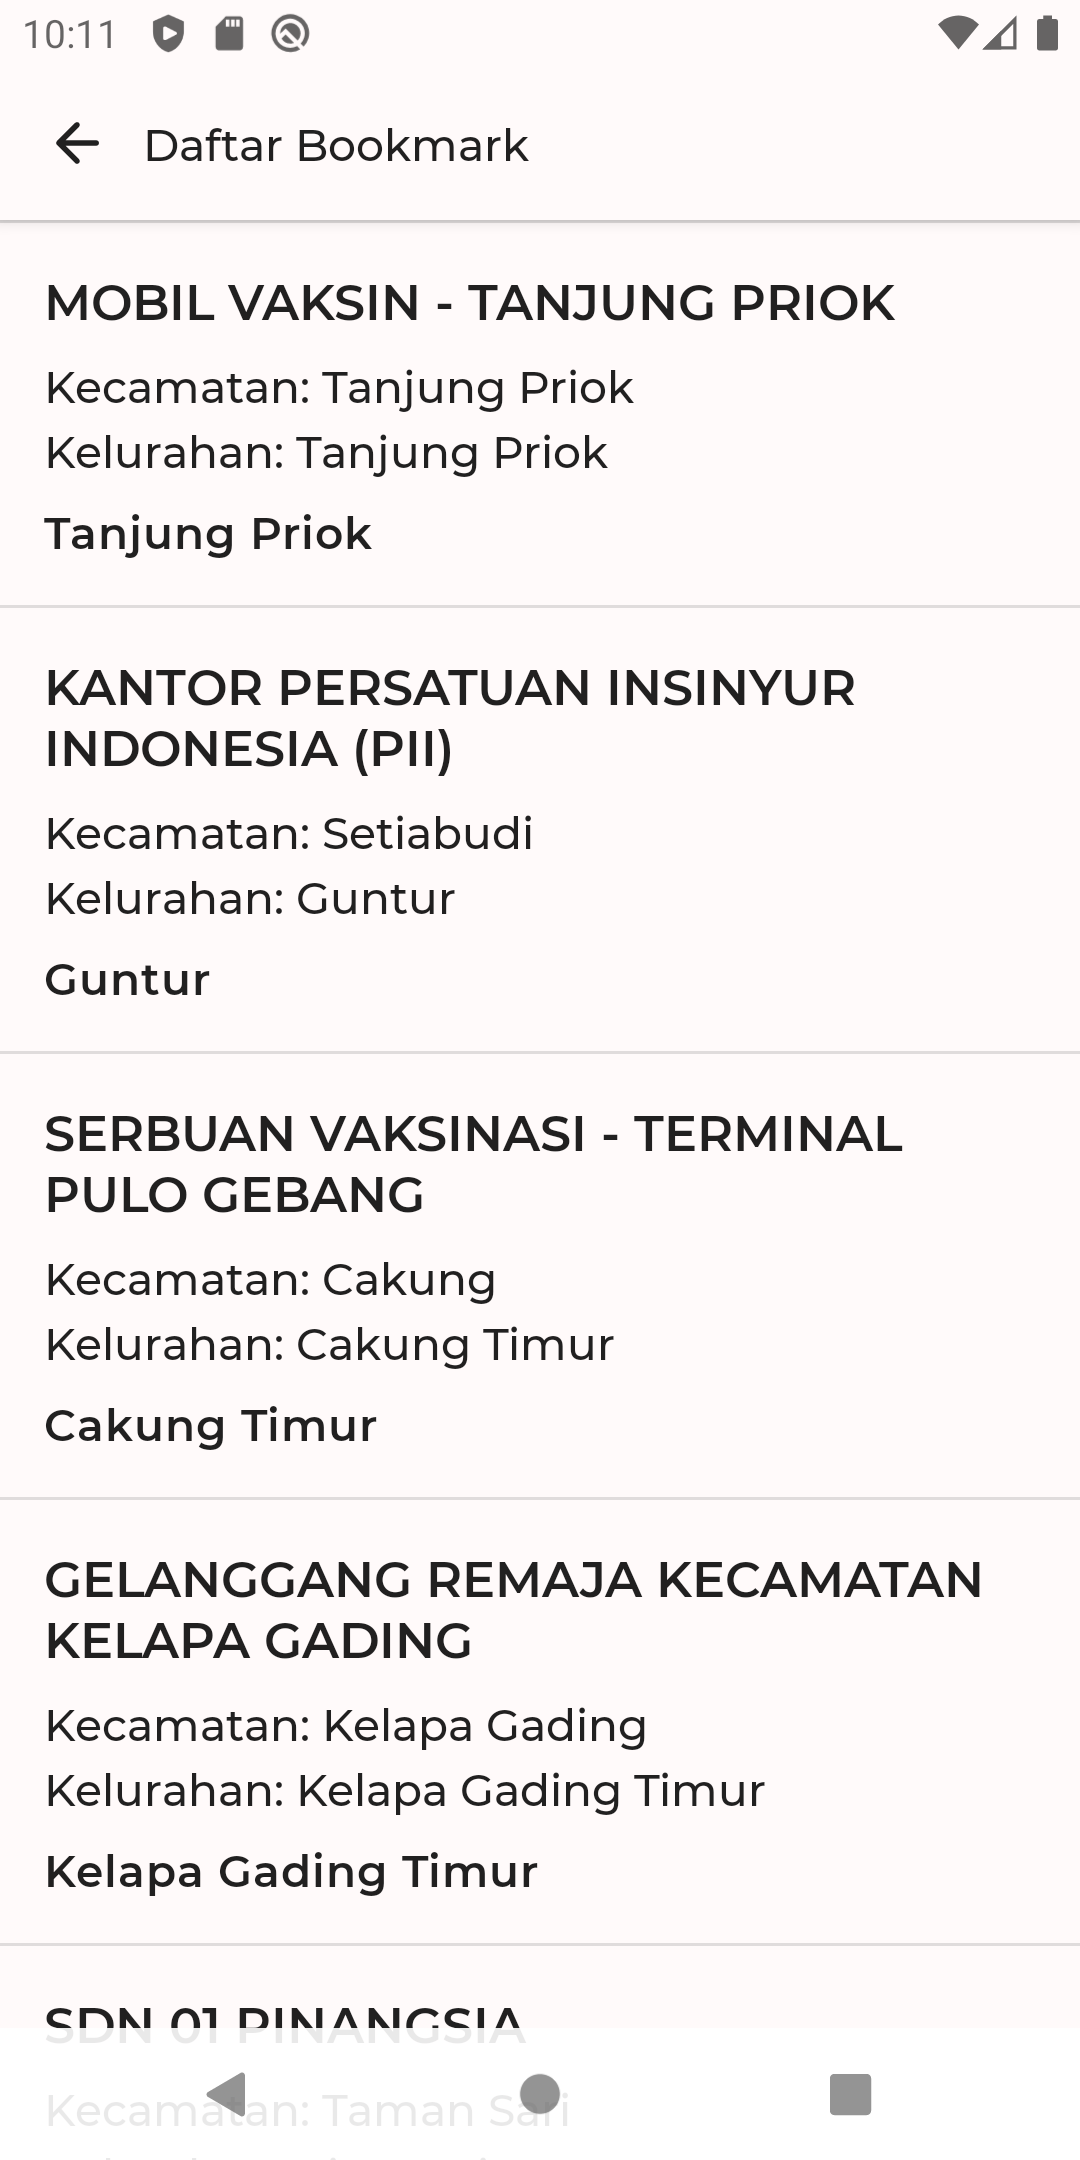 10:11
Daftar Bookmark
MOBIL VAKSIN - TANJUNG PRIOK
Kecamatan: Tanjung Priok
Kelurahan: Tanjung Priok
Tanjung Priok
KANTOR PERSATUAN INSINYUR
INDONESIA (PII)
Kecamatan: Setiabudi
Kelurahan: Guntur
Guntur
SERBUAN VAKSINASI - TERMINAL
PULO GEBANG
Kecamatan: Cakung
Kelurahan: Cakung Timur
Cakung Timur
GELANGGANG REMAJA KECAMATAN
KELAPA GADING
Kecamatan: Kelapa Gading
Kelurahan: Kelapa Gading Timur
Kelapa Gading Timur
SDN 01 PINANGSIA
Kecamatan: Taman Sari